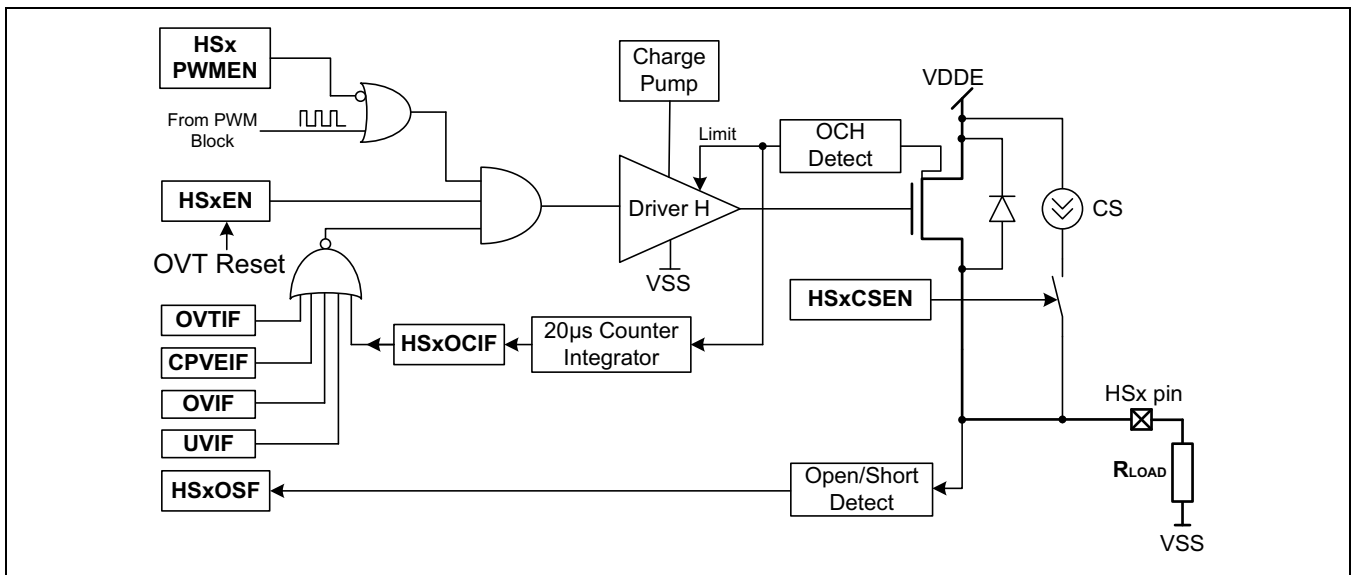 HSx
PWMEN
From PWM
Block
Charge
Pump
VDDE
Limit
OCH
Detect
HSxEN
Driver H
CS
OVT Reset
VSS
HSxCSEN
OVTIF
HSxOCIF
20µs Counter
Integrator
CPVEIF
OVIF
HSx pin
UVIF
RLOAD
HSxOSF
Open/Short
Detect
VSS